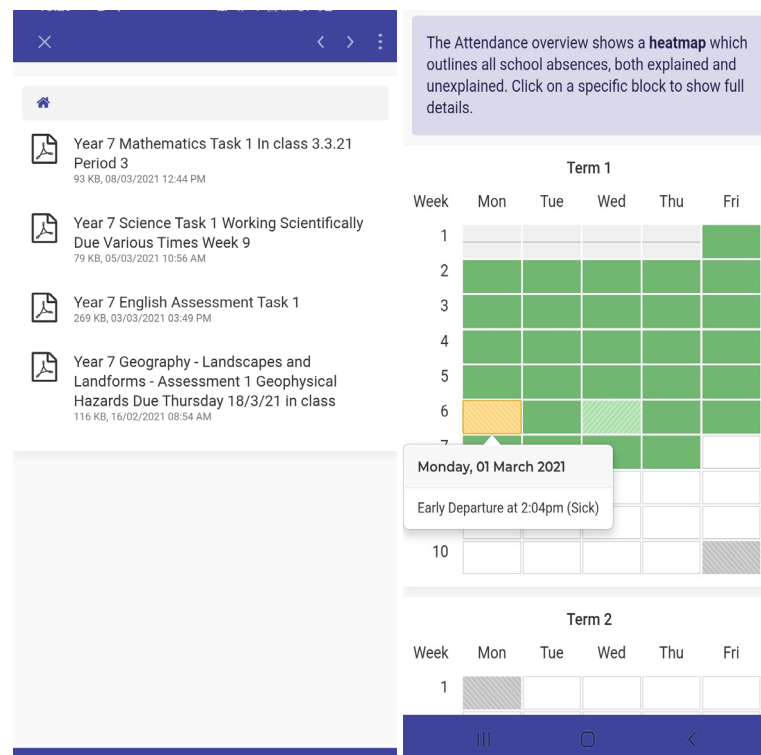 Year 7 Mathematics Task 1 In class 3.3.21
Period 3
93 KB, 08/03/2021 12:44 PM
Year 7 Science Task 1 Working Scientifically
Due Various Times Week 9
79 KB, 05/03/2021 10:56 AM
Year 7 English Assessment Task 1
269 KB, 03/03/2021 03:49 PM
Year 7 Geography - Landscapes and
Landforms - Assessment 1 Geophysical
Hazards Due Thursday 18/3/21 in class
116 KB, 16/02/2021 08:54 AM
The Attendance overview shows a heatmap which
outlines all school absences, both explained and
unexplained. Click on a specific block to show full
details.
Term 1
Week Mon Tue Wed Thu Fri
1
2
3
4
5
6
Monday, 01 March 2021
Early Departure at 2:04pm (Sick)
10
Term 2
Week Mon Tue Wed Thu Fri
1